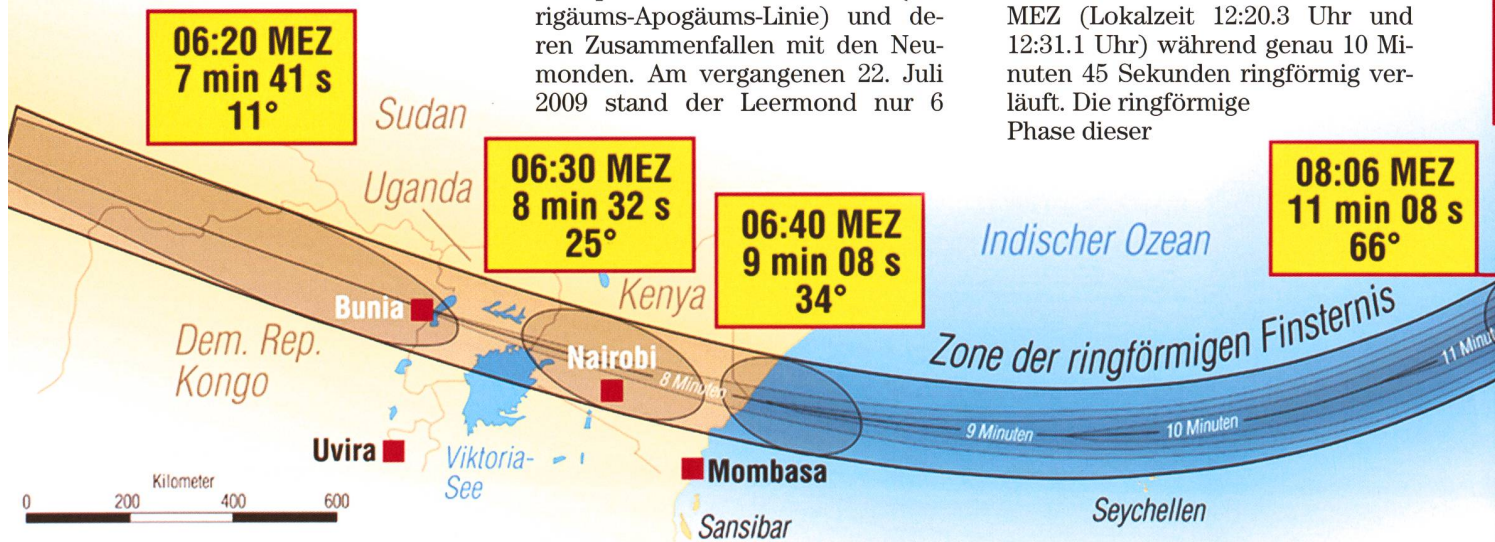 rigäums-Apogäums-Linie) und de-
ren Zusammenfallen mit den Neu-
monden. Am vergangenen 22. Juli
2009 stand der Leermond nur 6
MEZ (Lokalzeit 12:20.3 Uhr und
12:31.1 Uhr) während genau 10 Mi-
nuten 45 Sekunden ringförmig ver-
läuft. Die ringförmige
Phase dieser
06:20 MEZ
7 min 41 s
11°
Sudan
Uganda
06:30 MEZ
8 min 32 s
25°
06:40 MEZ
9 min 08 s
34°
08:06 MEZ
11 min 08 s
66°
Indischer Ozean
Kenya
Bunia
Dem. Rep.
Kongo
Nairobi
8 Minuten
Zone der ringförmigen Finsternis
11 Minu
9 Minuten
10 Minuten
Uvira
Viktoria-
See
Mombasa
Sansibar
Seychellen
Kilometer
0 200 400 600